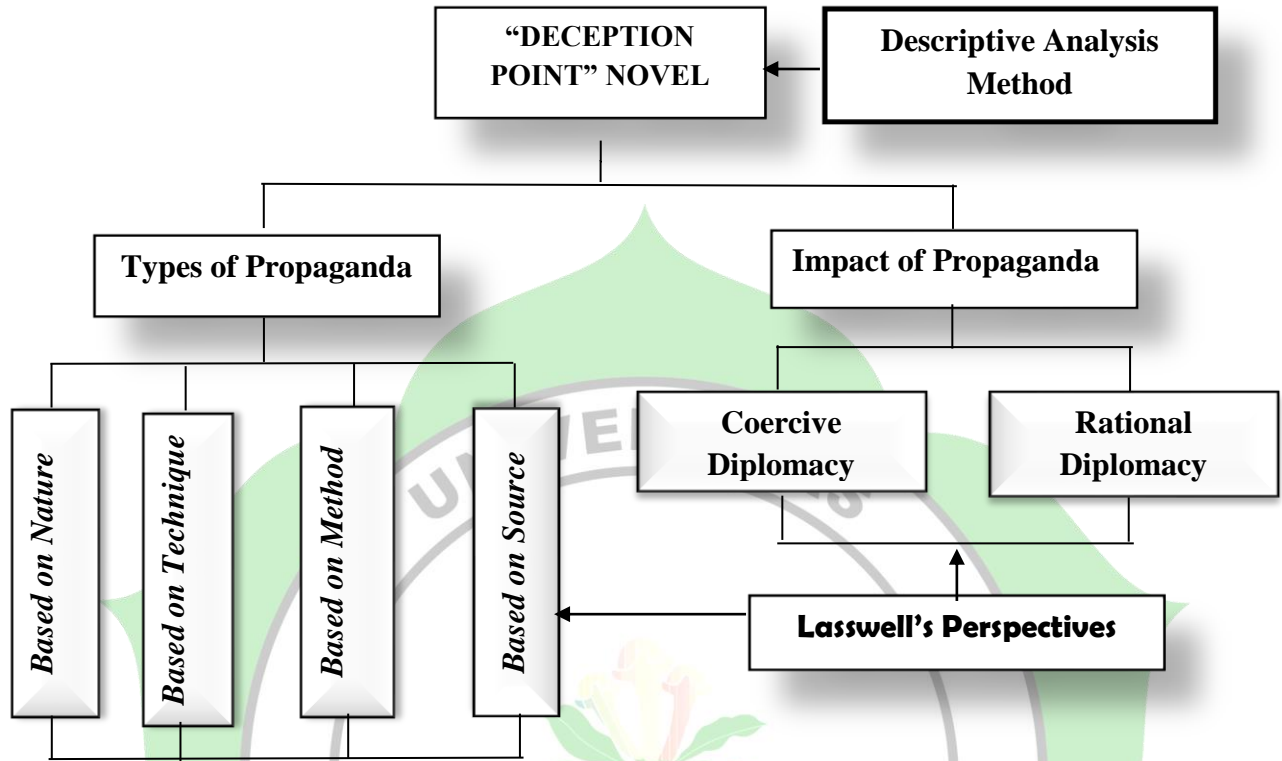 “DECEPTION
POINT” NOVEL
Descriptive Analysis
Method
Types of Propaganda
Impact of Propaganda
Based on Nature
Based on Technique
Based on Method
Based on Source
Coercive
Diplomacy
Rational
Diplomacy
Lasswell’s Perspectives